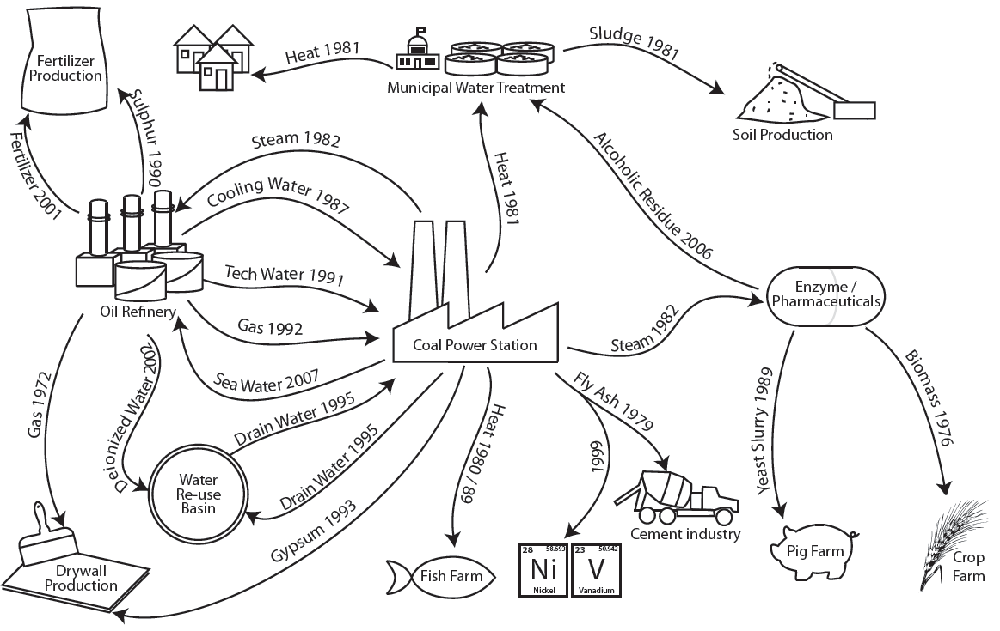 Fertilizer
Production
Heat 1981
Municipal Water Treatment
Sludge 1981
Soil Production
Sulphur 1990
Fertilizer 2001
Steam 1982
Cooling Water 1987
Heat 1981
Alcoholic Residue 2006
Tech Water 1991
Oil Refinery
Gas 1992
Coal Power Station
Enzyme /
Pharmaceuticals
Steam 1982
Gas 1972
Deionized Water 2002
Sea Water 2007
Drain Water 1995
Drain Water 1995
Gypsum 1993
Heat 1980 / 89
Fly Ash 1979
1999
Yeast Slurry 1989
Biomass 1976
Water
Re-use
Basin
Drywall
Production
Fish Farm
28 58.693
Ni
Nickel
23 50.942
V
Vanadium
Cement industry
Pig Farm
Crop
Farm